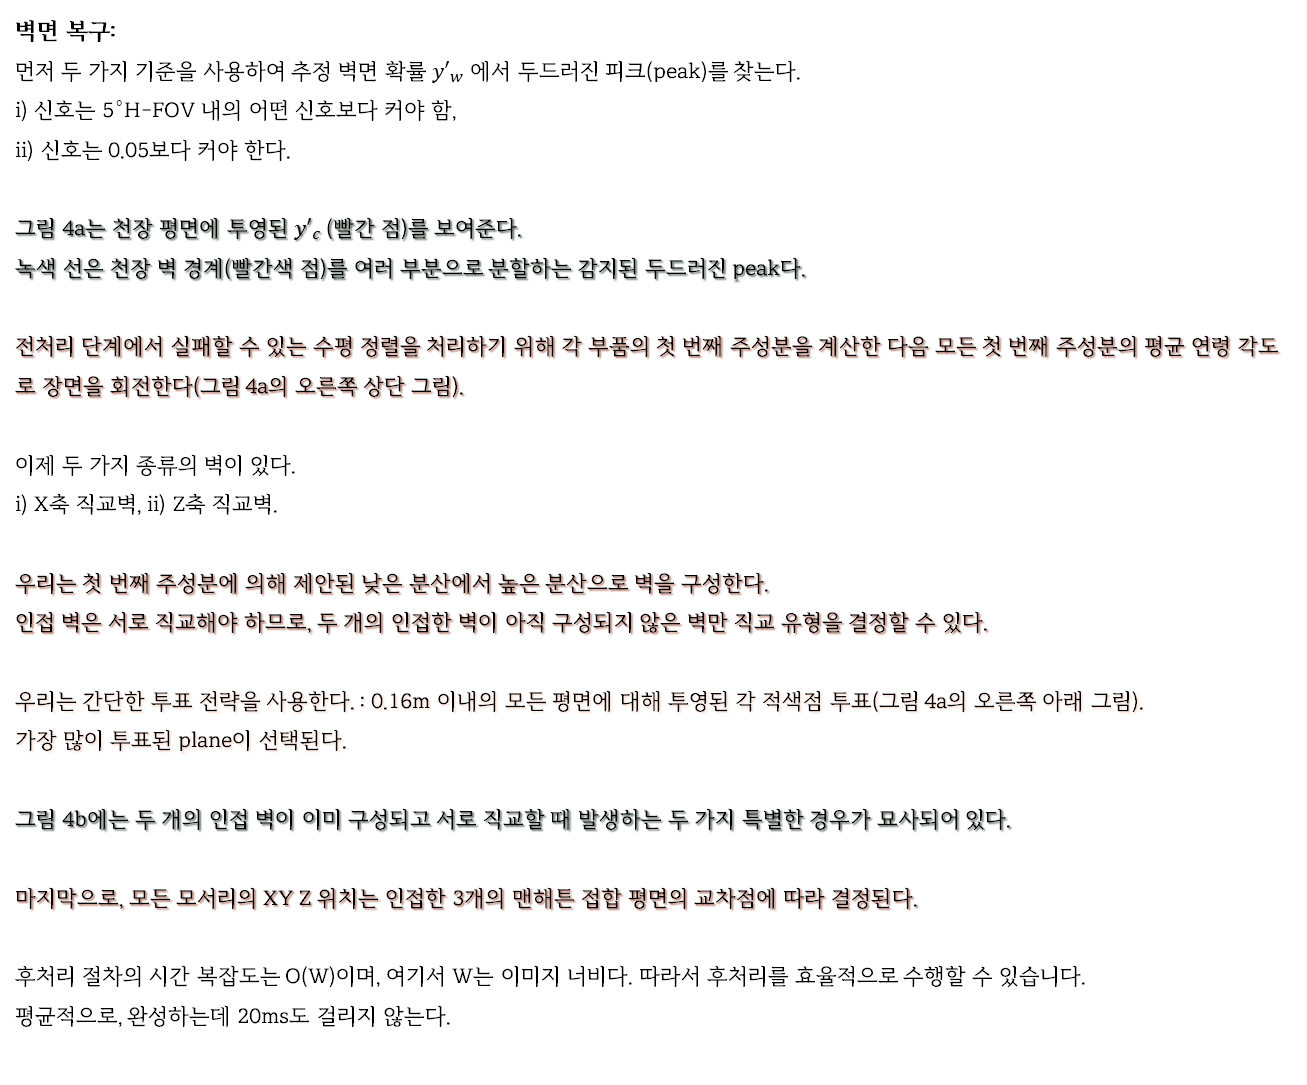 벽면 복구:
먼저 두 가지 기준을 사용하여 추정 벽면 확률 y′w 에서 두드러진 피크(peak)를 찾는다.
i) 신호는 5°H-FOV 내의 어떤 신호보다 커야 함,
ii) 신호는 0.05보다 커야 한다.
그림 4a는 천장 평면에 투영된 y′c (빨간 점)를 보여준다.
녹색 선은 천장 벽 경계(빨간색 점)를 여러 부분으로 분할하는 감지된 두드러진 peak다.
전처리 단계에서 실패할 수 있는 수평 정렬을 처리하기 위해 각 부품의 첫 번째 주성분을 계산한 다음 모든 첫 번째 주성분의 평균 연령 각도
로 장면을 회전한다(그림 4a의 오른쪽 상단 그림).
이제 두 가지 종류의 벽이 있다.
i) X축 직교벽, ii) Z축 직교벽.
우리는 첫 번째 주성분에 의해 제안된 낮은 분산에서 높은 분산으로 벽을 구성한다.
인접 벽은 서로 직교해야 하므로, 두 개의 인접한 벽이 아직 구성되지 않은 벽만 직교 유형을 결정할 수 있다.
우리는 간단한 투표 전략을 사용한다. : 0.16m 이내의 모든 평면에 대해 투영된 각 적색점 투표(그림 4a의 오른쪽 아래 그림).
가장 많이 투표된 plane이 선택된다.
그림 4b에는 두 개의 인접 벽이 이미 구성되고 서로 직교할 때 발생하는 두 가지 특별한 경우가 묘사되어 있다.
마지막으로, 모든 모서리의 XY Z 위치는 인접한 3개의 맨해튼 접합 평면의 교차점에 따라 결정된다.
후처리 절차의 시간 복잡도는 O(W)이며, 여기서 W는 이미지 너비다. 따라서 후처리를 효율적으로 수행할 수 있습니다.
평균적으로, 완성하는데 20ms도 걸리지 않는다.